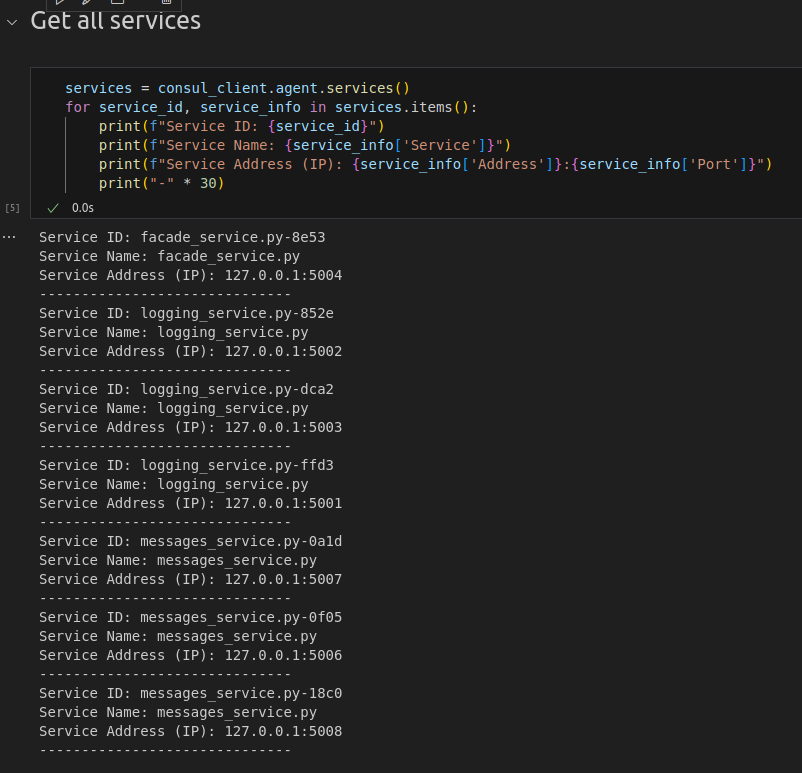 Get all services
services = consul_client.agent.services()
for service_id, service_info in services.items():
    print(f"Service ID: {service_id}")
    print(f"Service Name: {service_info['Service']}")
    print(f"Service Address (IP): {service_info['Address']}:{service_info['Port']}")
    print("-" * 30)
[5]
0.0s
...
Service ID: facade_service.py-8e53
Service Name: facade_service.py
Service Address (IP): 127.0.0.1:5004
------------------------------
Service ID: logging_service.py-852e
Service Name: logging_service.py
Service Address (IP): 127.0.0.1:5002
------------------------------
Service ID: logging_service.py-dca2
Service Name: logging_service.py
Service Address (IP): 127.0.0.1:5003
------------------------------
Service ID: logging_service.py-ffd3
Service Name: logging_service.py
Service Address (IP): 127.0.0.1:5001
------------------------------
Service ID: messages_service.py-0a1d
Service Name: messages_service.py
Service Address (IP): 127.0.0.1:5007
------------------------------
Service ID: messages_service.py-0f05
Service Name: messages_service.py
Service Address (IP): 127.0.0.1:5006
------------------------------
Service ID: messages_service.py-18c0
Service Name: messages_service.py
Service Address (IP): 127.0.0.1:5008
------------------------------